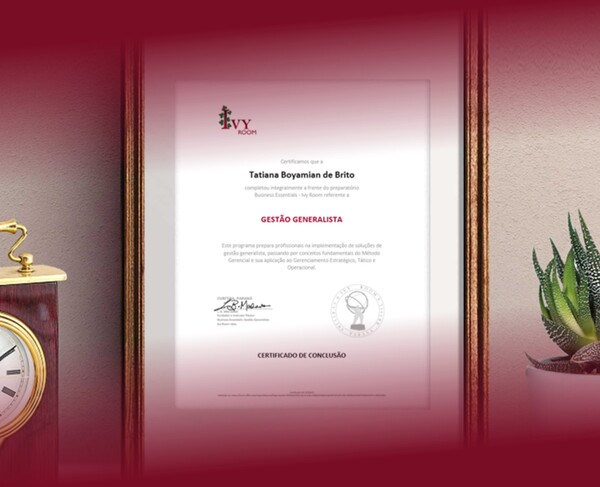 IVY
ROOM
Certificamos que a
Tatiana Boyamian de Brito
completou integralmente a frente do preparatório
Business Essentials - Ivy Room referente a
GESTÃO GENERALISTA
Este programa prepara profissionais na implementação de soluções de
gestão generalista, passando por conceitos fundamentais do Método
Gerencial e sua aplicação ao Gerenciamento Estratégico, Tático e
Operacional.
CERTIFICADO DE CONCLUSÃO